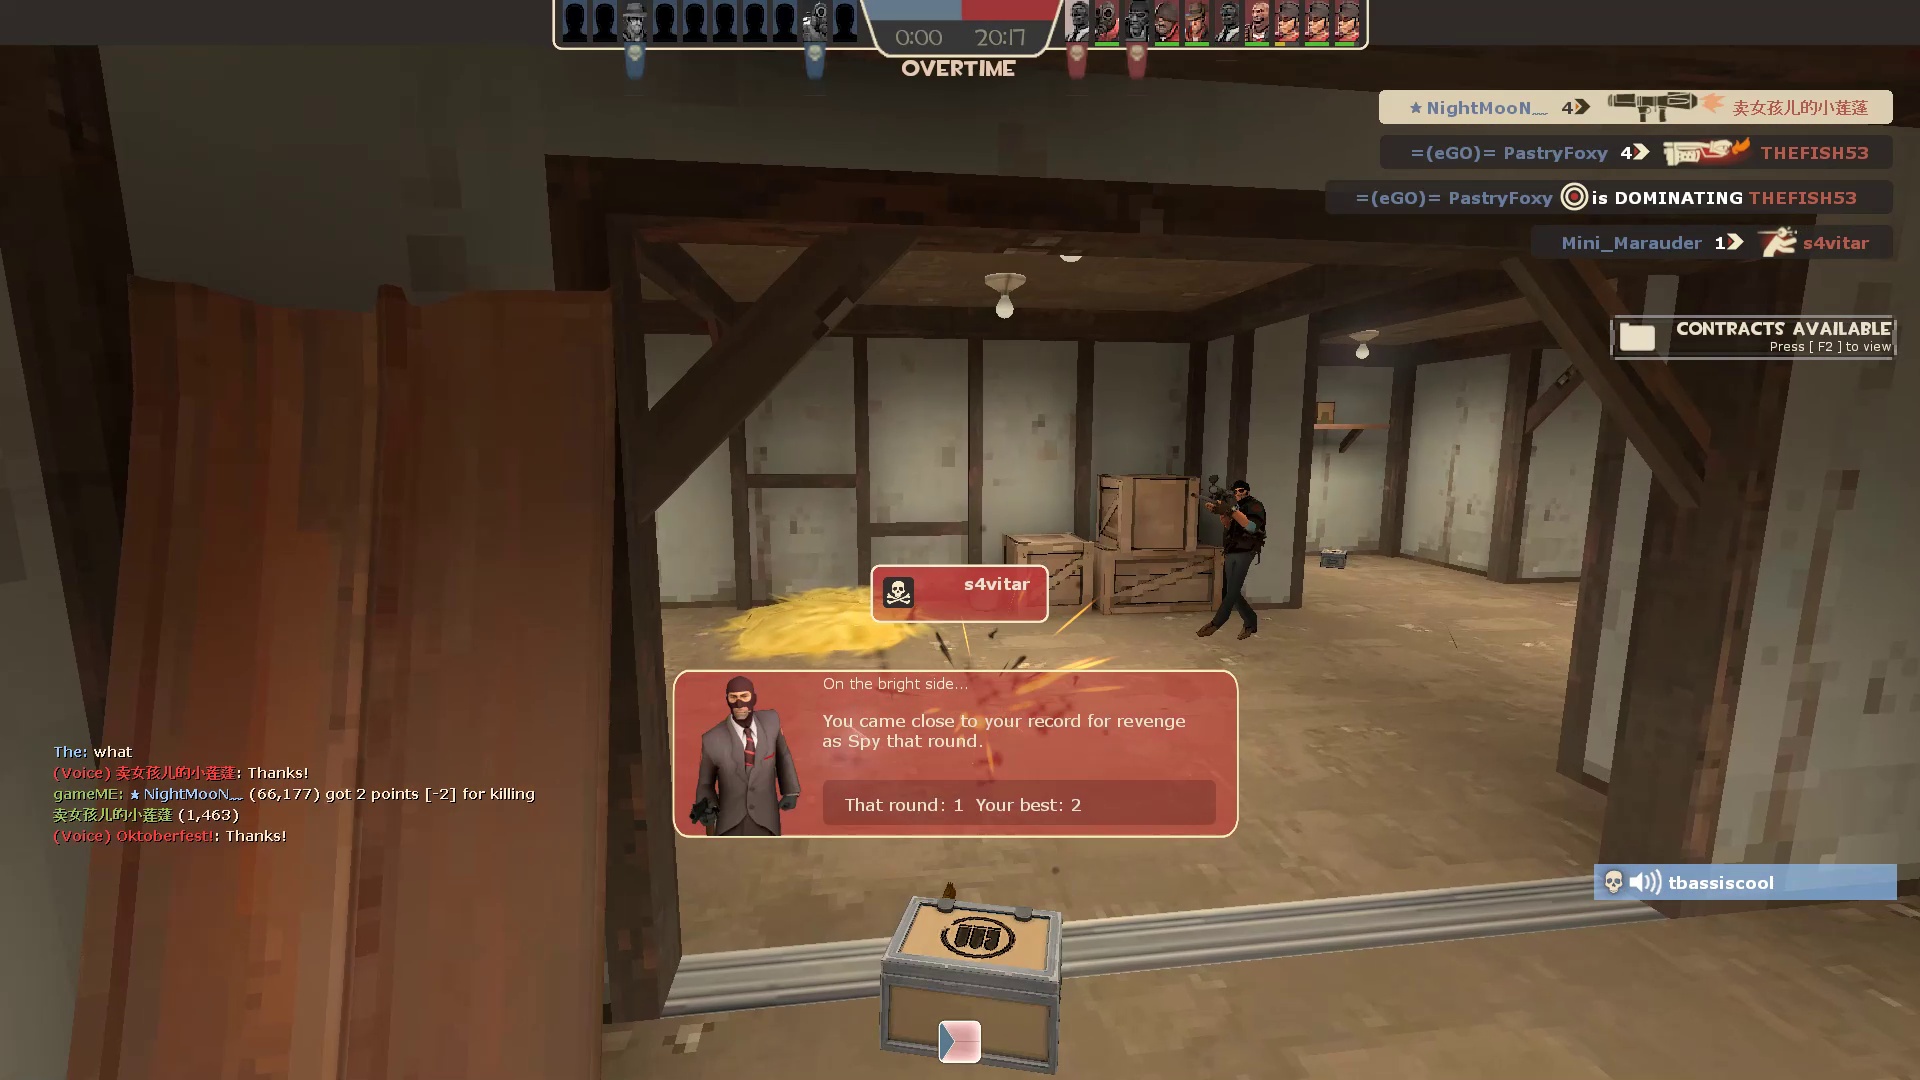 0:00 20:17
OVERTIME
★ NightMooN﹏ 4 卖女孩儿的小莲蓬
=(eGO)= PastryFoxy 4 THEFISH53
=(eGO)= PastryFoxy is DOMINATING THEFISH53
Mini_Marauder 1 s4vitar
CONTRACTS AVAILABLE
Press [ F2 ] to view
s4vitar
On the bright side...
You came close to your record for revenge
as Spy that round.
That round: 1 Your best: 2
The: what
(Voice) 卖女孩儿的小莲蓬: Thanks!
gameME: ★ NightMooN﹏ (66,177) got 2 points [-2] for killing
卖女孩儿的小莲蓬 (1,463)
(Voice) Oktoberfest!: Thanks!
tbassiscool